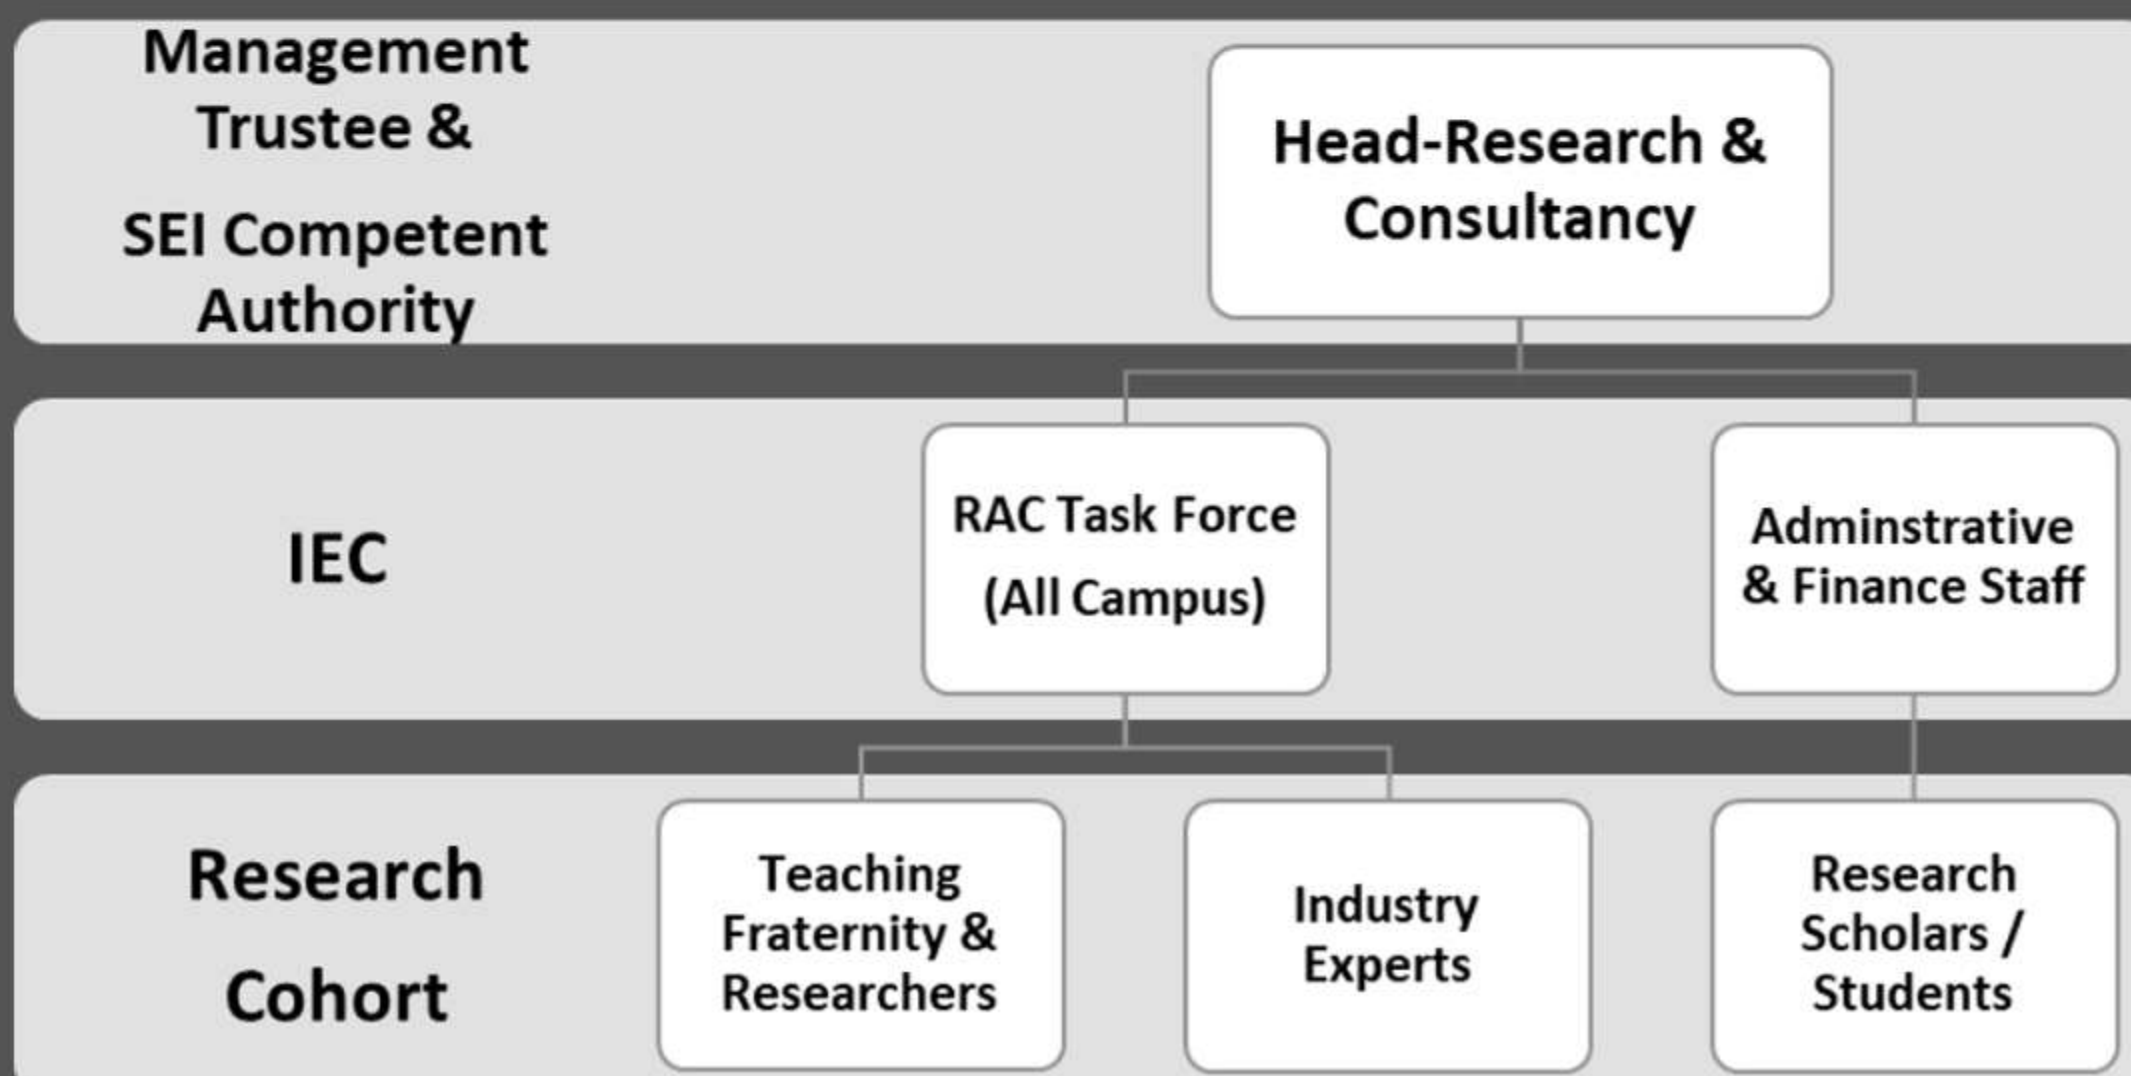 Management
Trustee &
SEI Competent
Authority
Head-Research &
Consultancy
IEC
RAC Task Force
(All Campus)
Adminstrative
& Finance Staff
Research
Cohort
Teaching
Fraternity &
Researchers
Industry
Experts
Research
Scholars /
Students